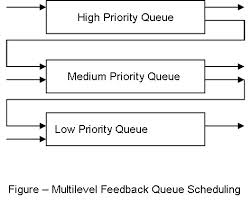 High Priority Queue
Medium Priority Queue
Low Priority Queue
Figure – Multilevel Feedback Queue Scheduling